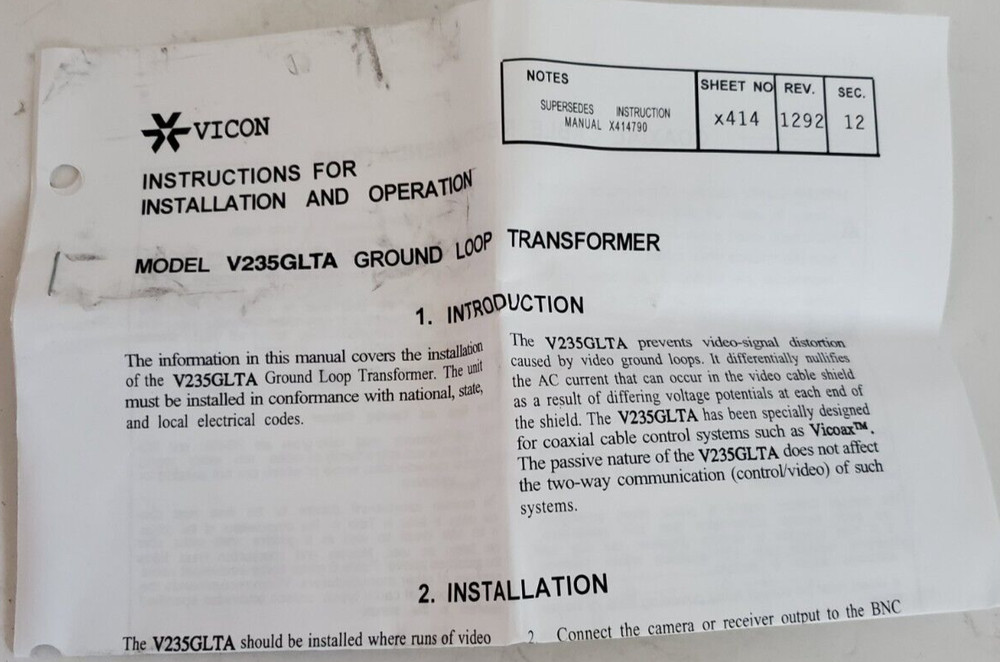 VICON
INSTRUCTIONS FOR
INSTALLATION AND OPERATION
NOTES
SUPERSEDES INSTRUCTION
MANUAL X414790
SHEET NO
x414
REV.
1292
SEC.
12
MODEL V235GLTA GROUND LOOP TRANSFORMER
1. INTRODUCTION
The information in this manual covers the installation
of the V235GLTA Ground Loop Transformer. The unit
must be installed in conformance with national, state,
and local electrical codes.
The V235GLTA prevents video-signal distortion
caused by video ground loops. It differentially nullifies
the AC current that can occur in the video cable shield
as a result of differing voltage potentials at each end of
the shield. The V235GLTA has been specially designed
for coaxial cable control systems such as Vicoax™.
The passive nature of the V235GLTA does not affect
the two-way communication (control/video) of such
systems.
2. INSTALLATION
The V235GLTA should be installed where runs of video
2. Connect the camera or receiver output to the BNC